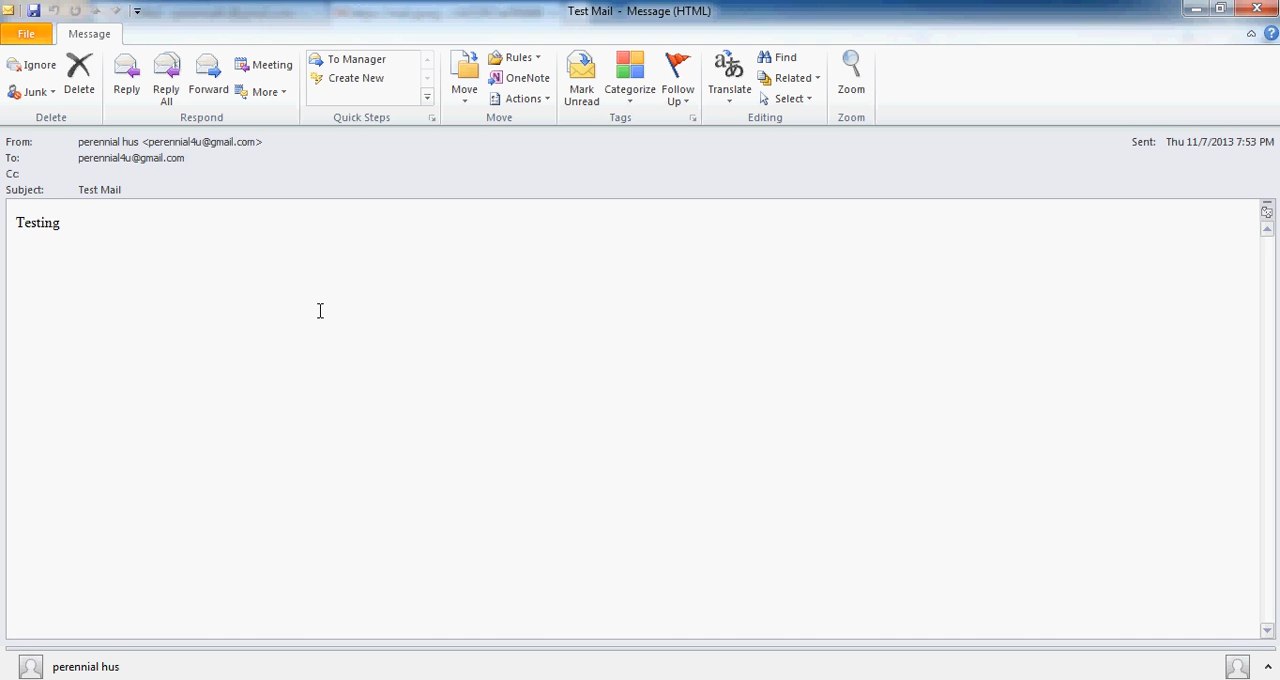 Test Mail - Message (HTML)
File
Message
Ignore
Junk
Delete
Reply
Reply All
Forward
Meeting
More
To Manager
Create New
Move
Rules
OneNote
Actions
Mark Unread
Categorize
Follow Up
Translate
Find
Related
Select
Zoom
Delete
Respond
Quick Steps
Move
Tags
Editing
Zoom
From: perennial hus <perennial4u@gmail.com>
Sent: Thu 11/7/2013 7:53 PM
To: perennial4u@gmail.com
Cc
Subject: Test Mail
Testing
perennial hus